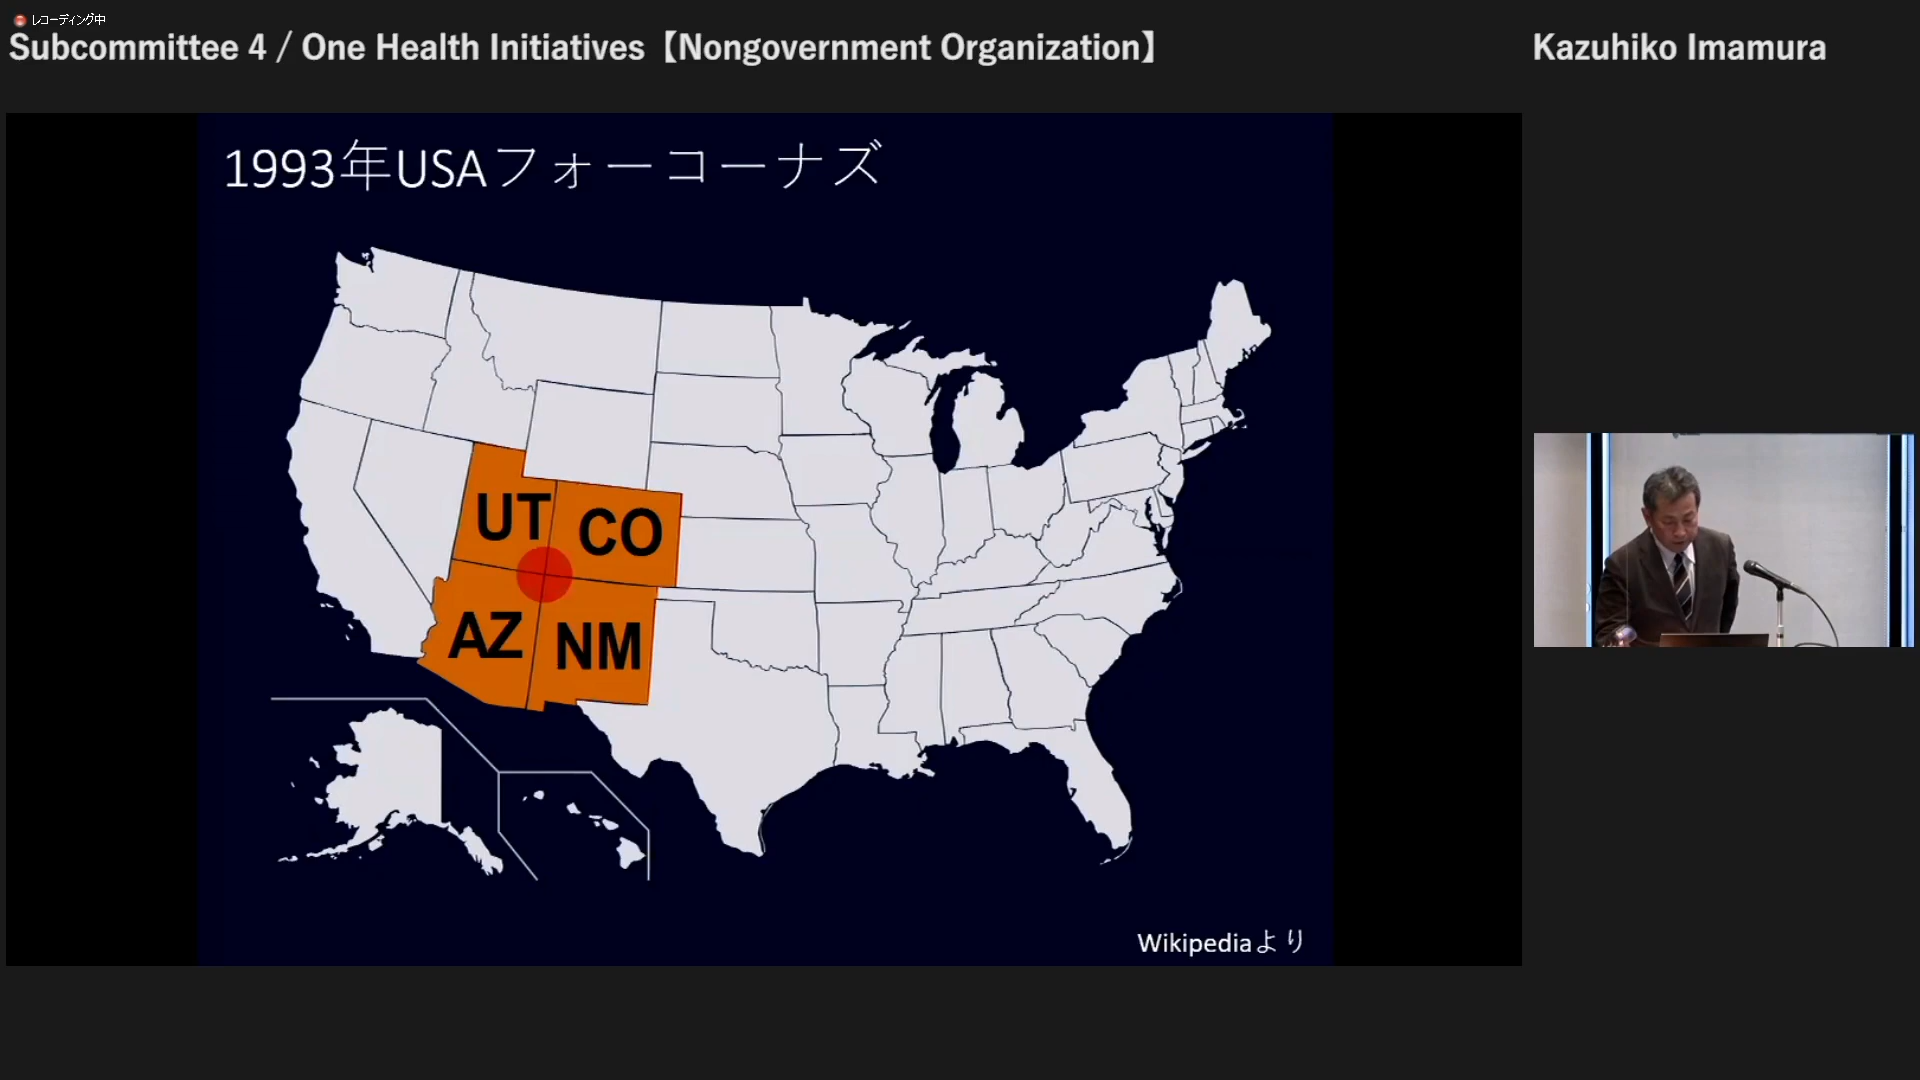 レコーディング中
Subcommittee 4 / One Health Initiatives【Nongovernment Organization】
Kazuhiko Imamura
1993年USAフォーコーナズ
UT
CO
AZ
NM
Wikipediaより